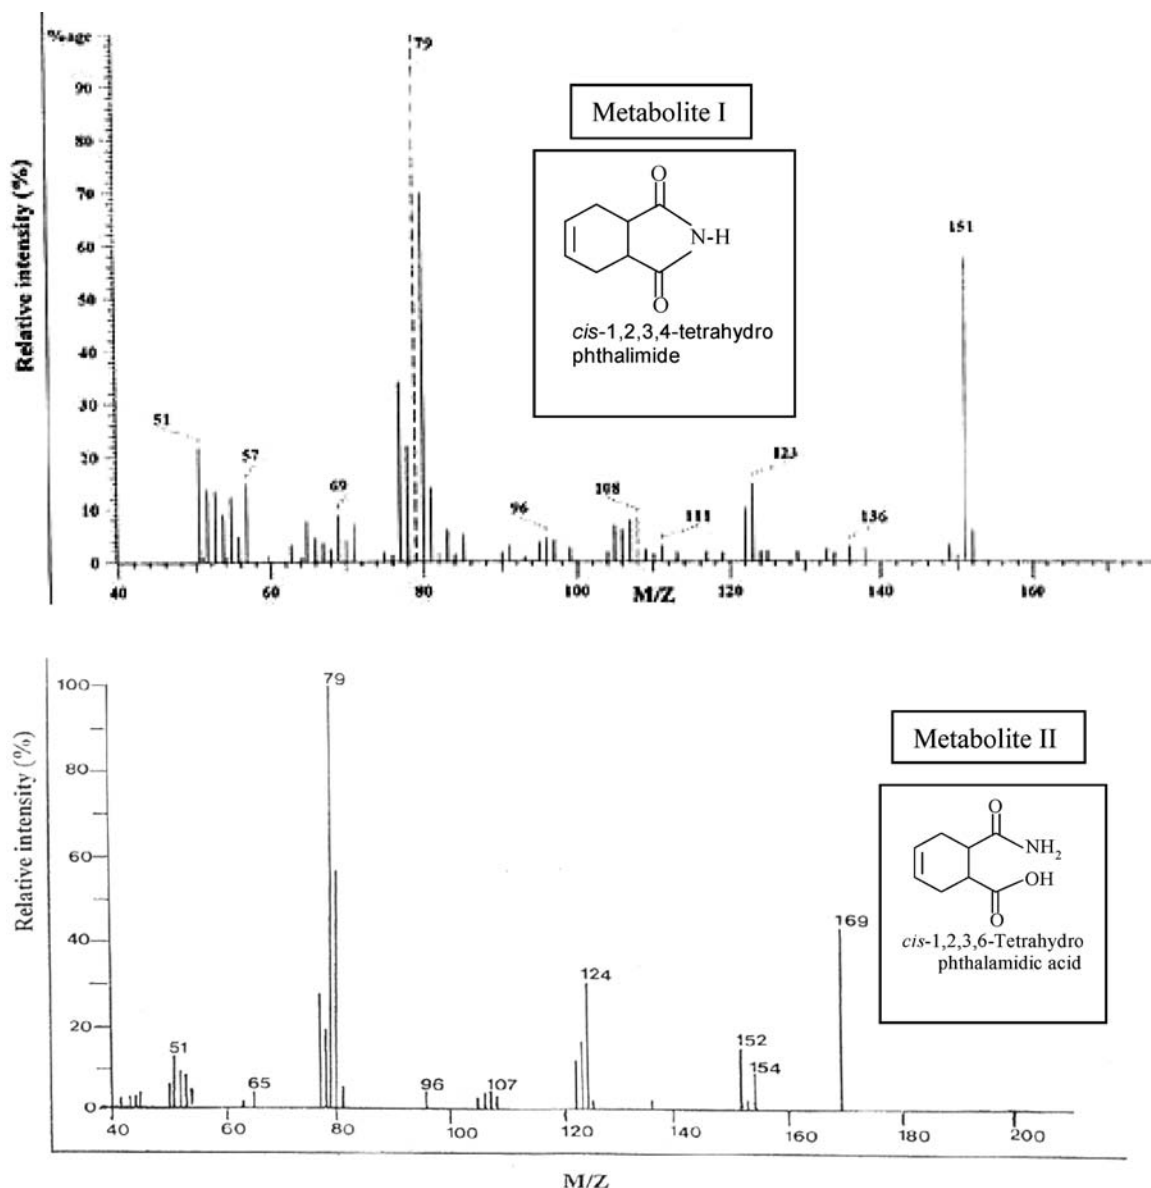 %age
79
90
80
70
60
50
40
30
20
10
0
Relative intensity (%)
Metabolite I
O
N-H
O
cis-1,2,3,4-tetrahydro
phthalimide
151
51
57
69
96
108
111
123
136
40
60
80
100
120
140
160
M/Z
100
80
60
40
20
0
Relative intensity (%)
79
Metabolite II
O
NH2
OH
O
cis-1,2,3,6-Tetrahydro
phthalamidic acid
169
124
152
154
51
65
96
107
40
60
80
100
120
140
160
180
200
M/Z